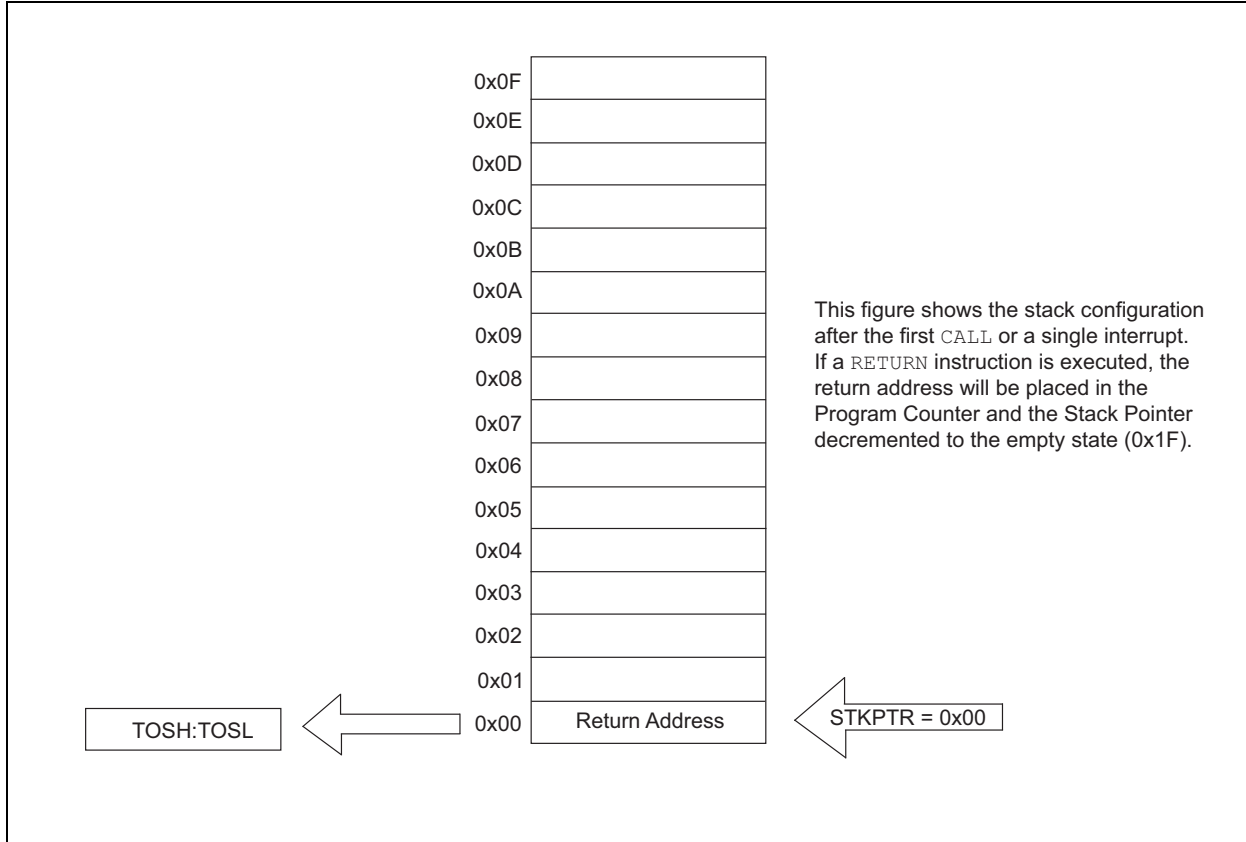 0x0F
0x0E
0x0D
0x0C
0x0B
0x0A
0x09
0x08
0x07
0x06
0x05
0x04
0x03
0x02
0x01
0x00
Return Address
TOSH:TOSL
STKPTR = 0x00
This figure shows the stack configuration
after the first CALL or a single interrupt.
If a RETURN instruction is executed, the
return address will be placed in the
Program Counter and the Stack Pointer
decremented to the empty state (0x1F).